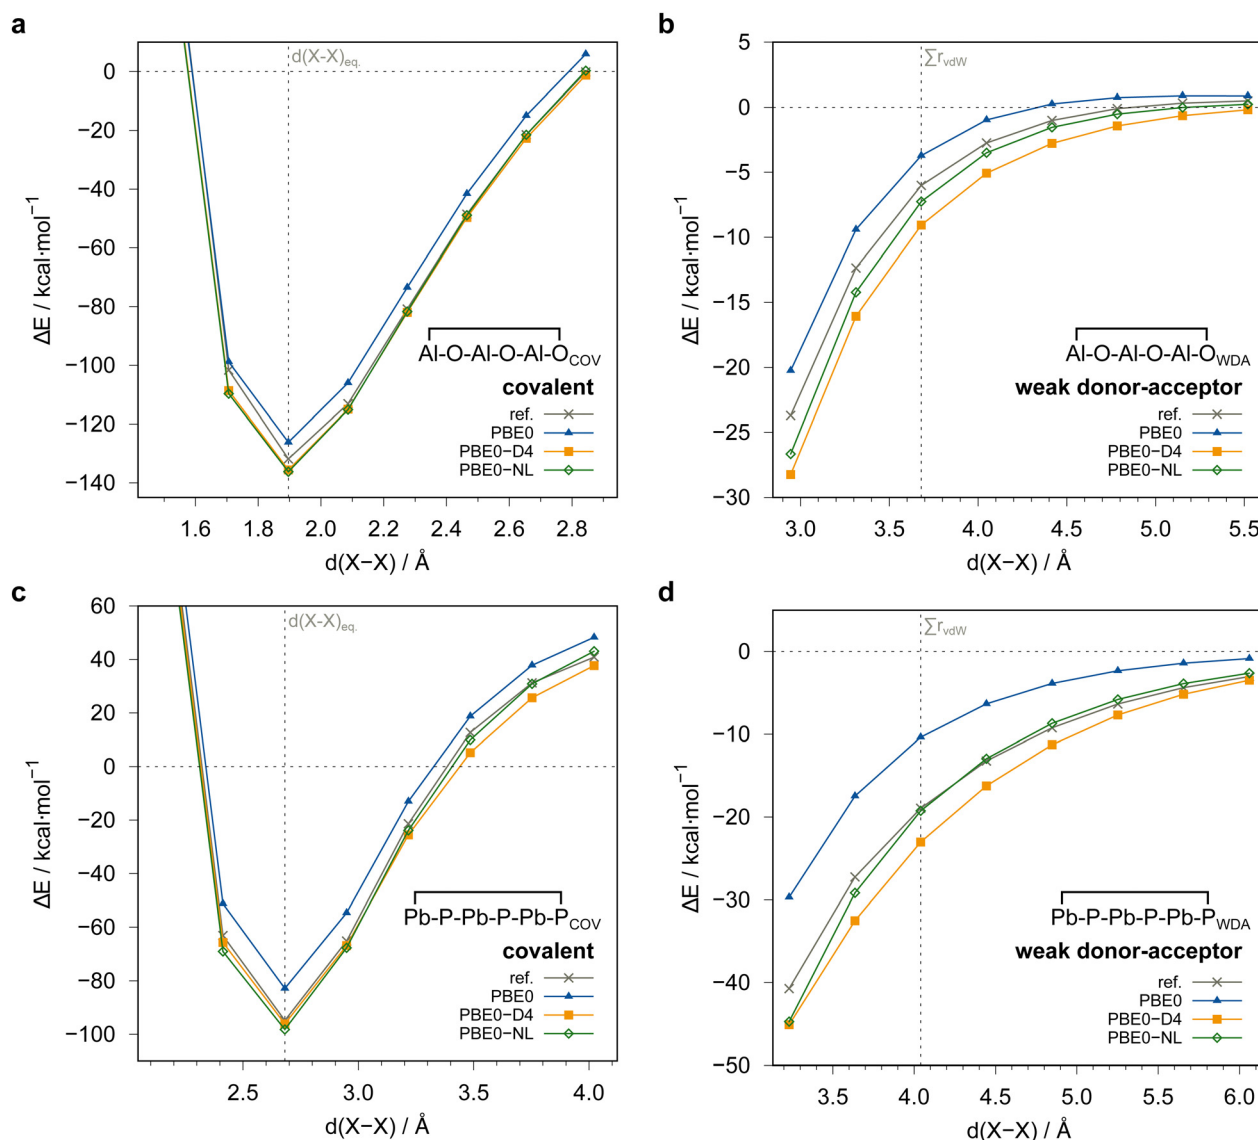 a
d(X-X)eq.
0
−20
−40
−60
−80
−100
−120
−140
ΔE / kcal·mol⁻¹
Al-O-Al-O-Al-O_COV
covalent
ref.
PBE0
PBE0−D4
PBE0−NL
1.6 1.8 2.0 2.2 2.4 2.6 2.8
d(X−X) / Å
b
∑r_vdW
5
0
−5
−10
−15
−20
−25
−30
ΔE / kcal·mol⁻¹
Al-O-Al-O-Al-O_WDA
weak donor-acceptor
ref.
PBE0
PBE0−D4
PBE0−NL
3.0 3.5 4.0 4.5 5.0 5.5
d(X−X) / Å
c
d(X-X)eq.
60
40
20
0
−20
−40
−60
−80
−100
ΔE / kcal·mol⁻¹
Pb-P-Pb-P-Pb-P_COV
covalent
ref.
PBE0
PBE0−D4
PBE0−NL
2.5 3.0 3.5 4.0
d(X−X) / Å
d
∑r_vdW
0
−10
−20
−30
−40
−50
ΔE / kcal·mol⁻¹
Pb-P-Pb-P-Pb-P_WDA
weak donor-acceptor
ref.
PBE0
PBE0−D4
PBE0−NL
3.5 4.0 4.5 5.0 5.5 6.0
d(X−X) / Å